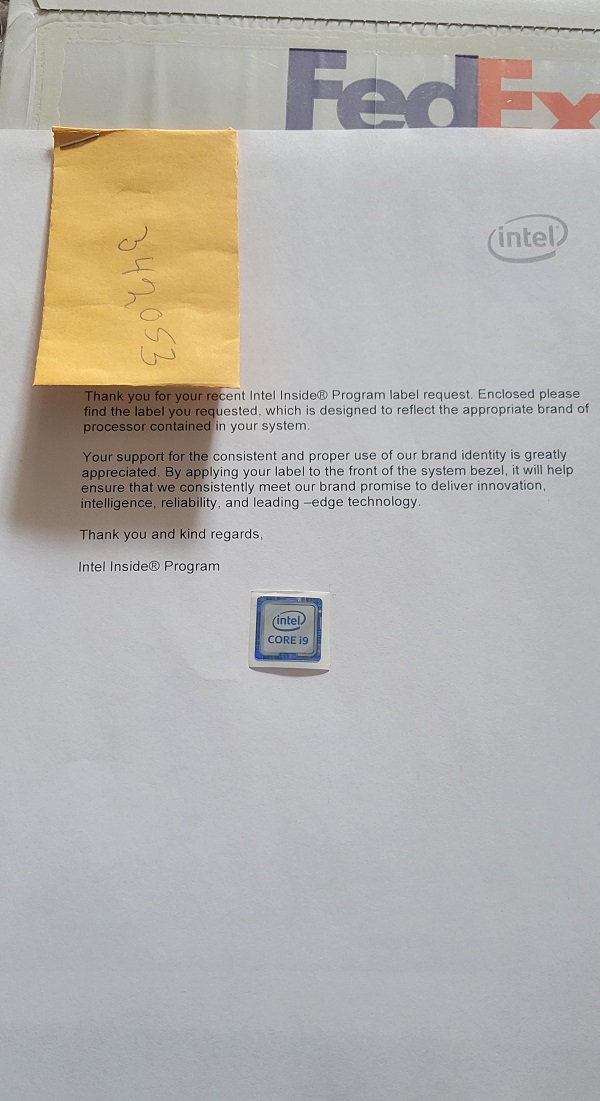 FedEx
intel
342053
Thank you for your recent Intel Inside® Program label request. Enclosed please
find the label you requested, which is designed to reflect the appropriate brand of
processor contained in your system.
Your support for the consistent and proper use of our brand identity is greatly
appreciated. By applying your label to the front of the system bezel, it will help
ensure that we consistently meet our brand promise to deliver innovation,
intelligence, reliability, and leading –edge technology.
Thank you and kind regards,
Intel Inside® Program
intel
CORE i9